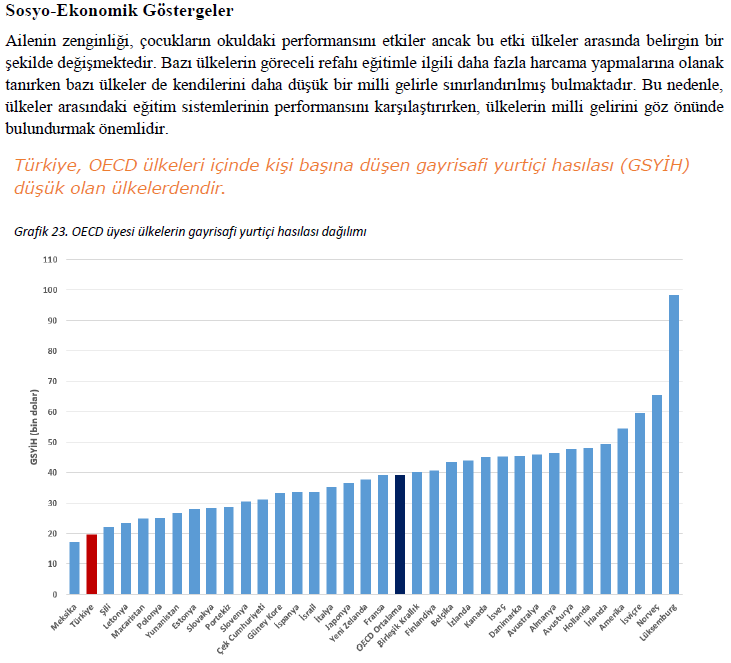 Sosyo-Ekonomik Göstergeler
Ailenin zenginliği, çocukların okuldaki performansını etkiler ancak bu etki ülkeler arasında belirgin bir
şekilde değişmektedir. Bazı ülkelerin göreceli refahı eğitimle ilgili daha fazla harcama yapmalarına olanak
tanırken bazı ülkeler de kendilerini daha düşük bir milli gelirle sınırlandırılmış bulmaktadır. Bu nedenle,
ülkeler arasındaki eğitim sistemlerinin performansını karşılaştırırken, ülkelerin milli gelirini göz önünde
bulundurmak önemlidir.
Türkiye, OECD ülkeleri içinde kişi başına düşen gayrisafi yurtiçi hasılası (GSYİH)
düşük olan ülkelerdendir.
Grafik 23. OECD üyesi ülkelerin gayrisafi yurtiçi hasılası dağılımı
110
100
90
80
70
60
50
40
30
20
10
0
GSYİH (bin dolar)
Meksika
Türkiye
Şili
Letonya
Macaristan
Polonya
Yunanistan
Estonya
Slovakya
Portekiz
Slovenya
Çek Cumhuriyeti
Güney Kore
İspanya
İsrail
İtalya
Japonya
Yeni Zelanda
Fransa
OECD Ortalama
Birleşik Krallık
Finlandiya
Belçika
İzlanda
Kanada
İsveç
Danimarka
Avustralya
Almanya
Avusturya
Hollanda
İrlanda
Amerika
İsviçre
Norveç
Lüksemburg